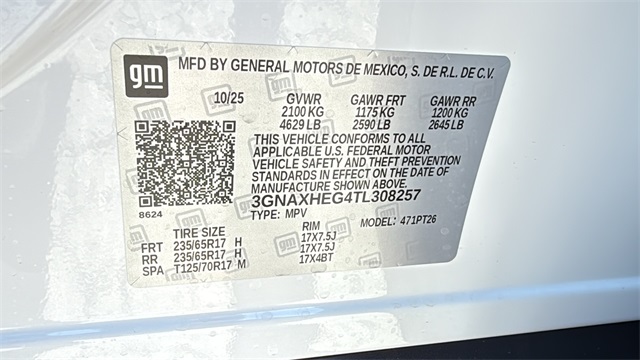 gm
MFD BY GENERAL MOTORS DE MEXICO, S. DE R.L. DE C.V.
10/25 GVWR GAWR FRT GAWR RR
2100 KG 1175 KG 1200 KG
4629 LB 2590 LB 2645 LB
THIS VEHICLE CONFORMS TO ALL
APPLICABLE U.S. FEDERAL MOTOR
VEHICLE SAFETY AND THEFT PREVENTION
STANDARDS IN EFFECT ON THE DATE OF
MANUFACTURE SHOWN ABOVE.
3GNAXHEG4TL308257
8624
TYPE: MPV MODEL: 471PT26
TIRE SIZE RIM
FRT 235/65R17 H 17X7.5J
RR 235/65R17 H 17X7.5J
SPA T125/70R17 M 17X4BT